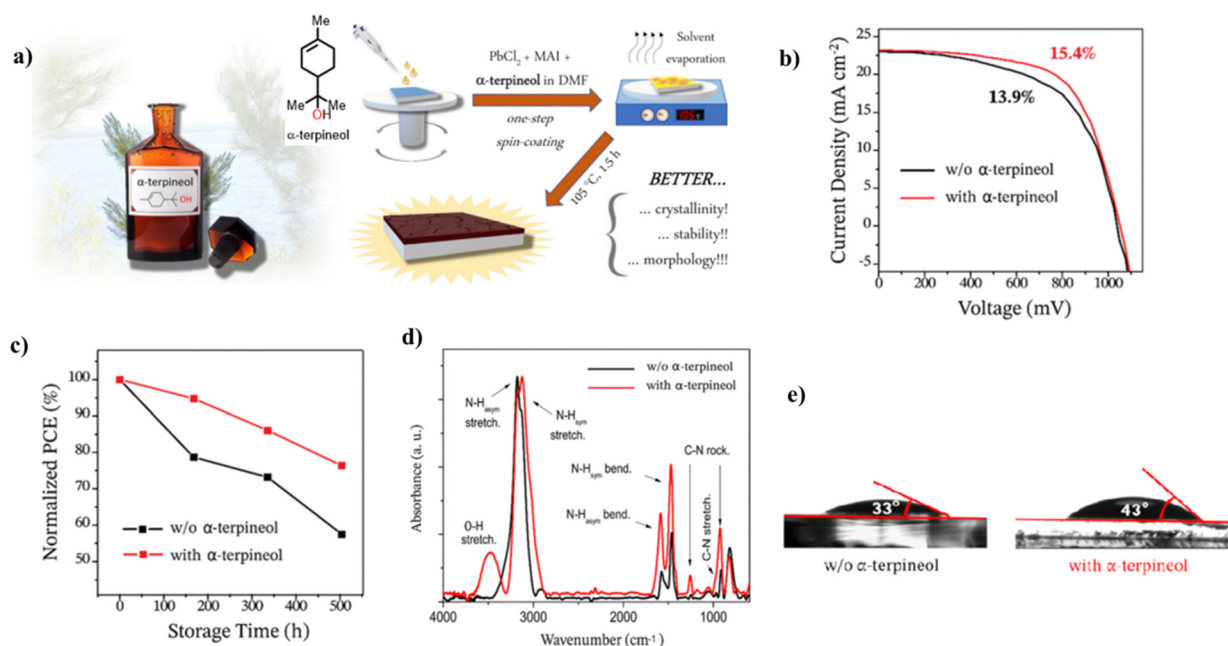 a)
Me
Me
Me
OH
α-terpineol
α-terpineol
OH
PbCl₂ + MAI +
α-terpineol in DMF
one-step
spin-coating
Solvent
evaporation
105 °C, 1.5 h
BETTER...
... crystallinity!
... stability!!
... morphology!!!
b)
Current Density (mA cm⁻²)
25
20
15
10
5
0
-5
15.4%
13.9%
w/o α-terpineol
with α-terpineol
0 200 400 600 800 1000
Voltage (mV)
c)
Normalized PCE (%)
100
90
80
70
60
50
w/o α-terpineol
with α-terpineol
0 100 200 300 400 500
Storage Time (h)
d)
Absorbance (a. u.)
w/o α-terpineol
with α-terpineol
N-Hasym
stretch.
N-Hsym
stretch.
O-H
stretch.
N-Hsym bend.
N-Hasym bend.
C-N rock.
C-N stretch.
4000 3000 2000 1000
Wavenumber (cm⁻¹)
e)
33°
w/o α-terpineol
43°
with α-terpineol